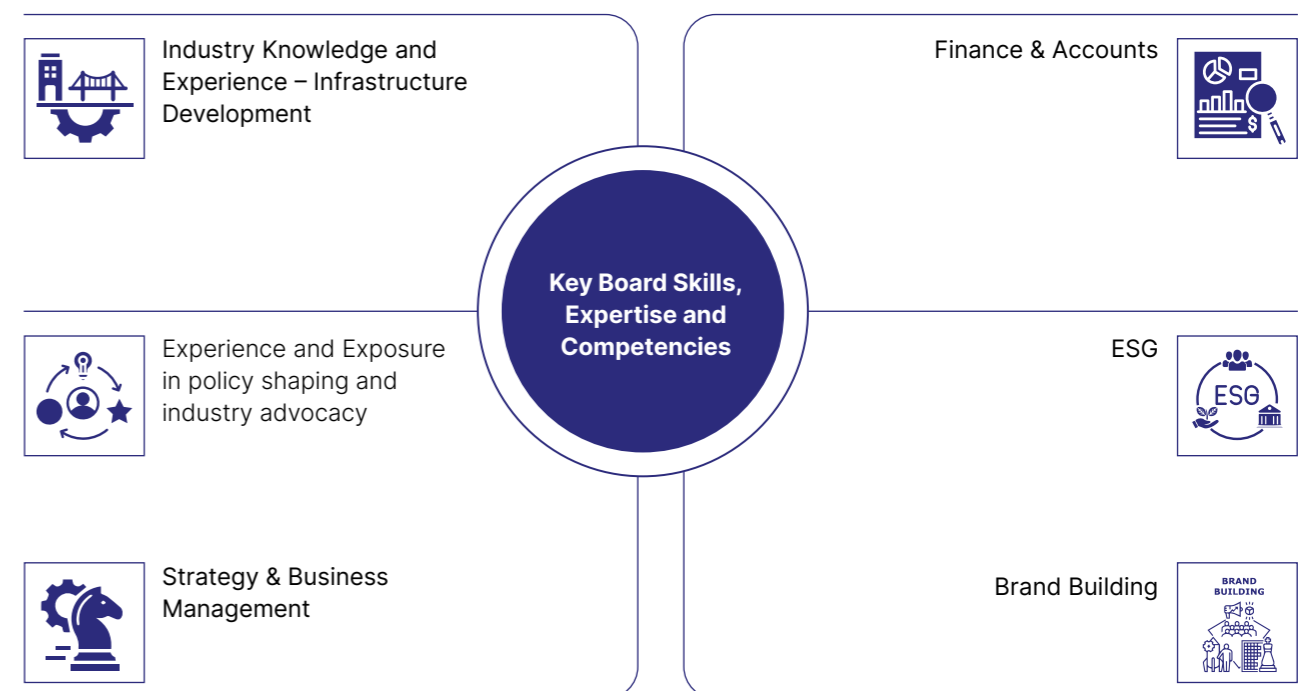 Industry Knowledge and
Experience – Infrastructure
Development
Finance & Accounts
$
Key Board Skills,
Expertise and
Competencies
Experience and Exposure
in policy shaping and
industry advocacy
ESG
ESG
Strategy & Business
Management
Brand Building
BRAND
BUILDING